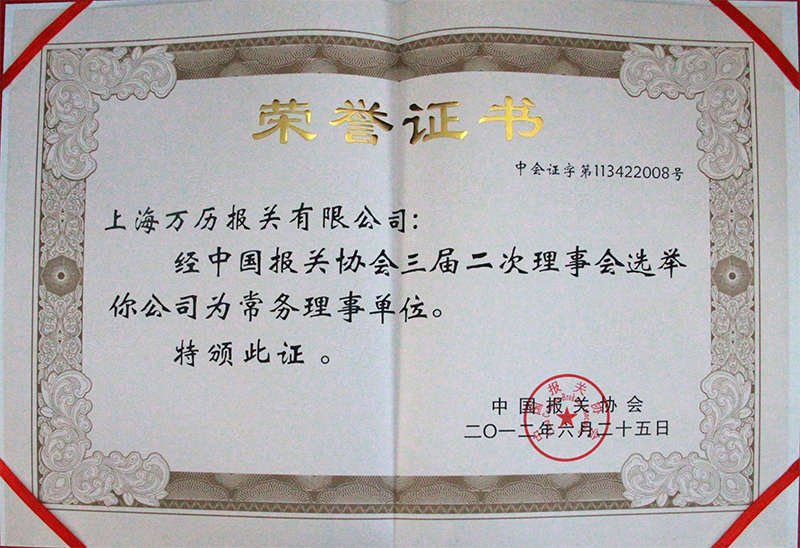 荣誉证书
中会证字第113422008号
上海万历报关有限公司:
经中国报关协会三届二次理事会选举
你公司为常务理事单位。
特颁此证。
中国报关协会
二〇一二年六月二十五日
中国报关协会